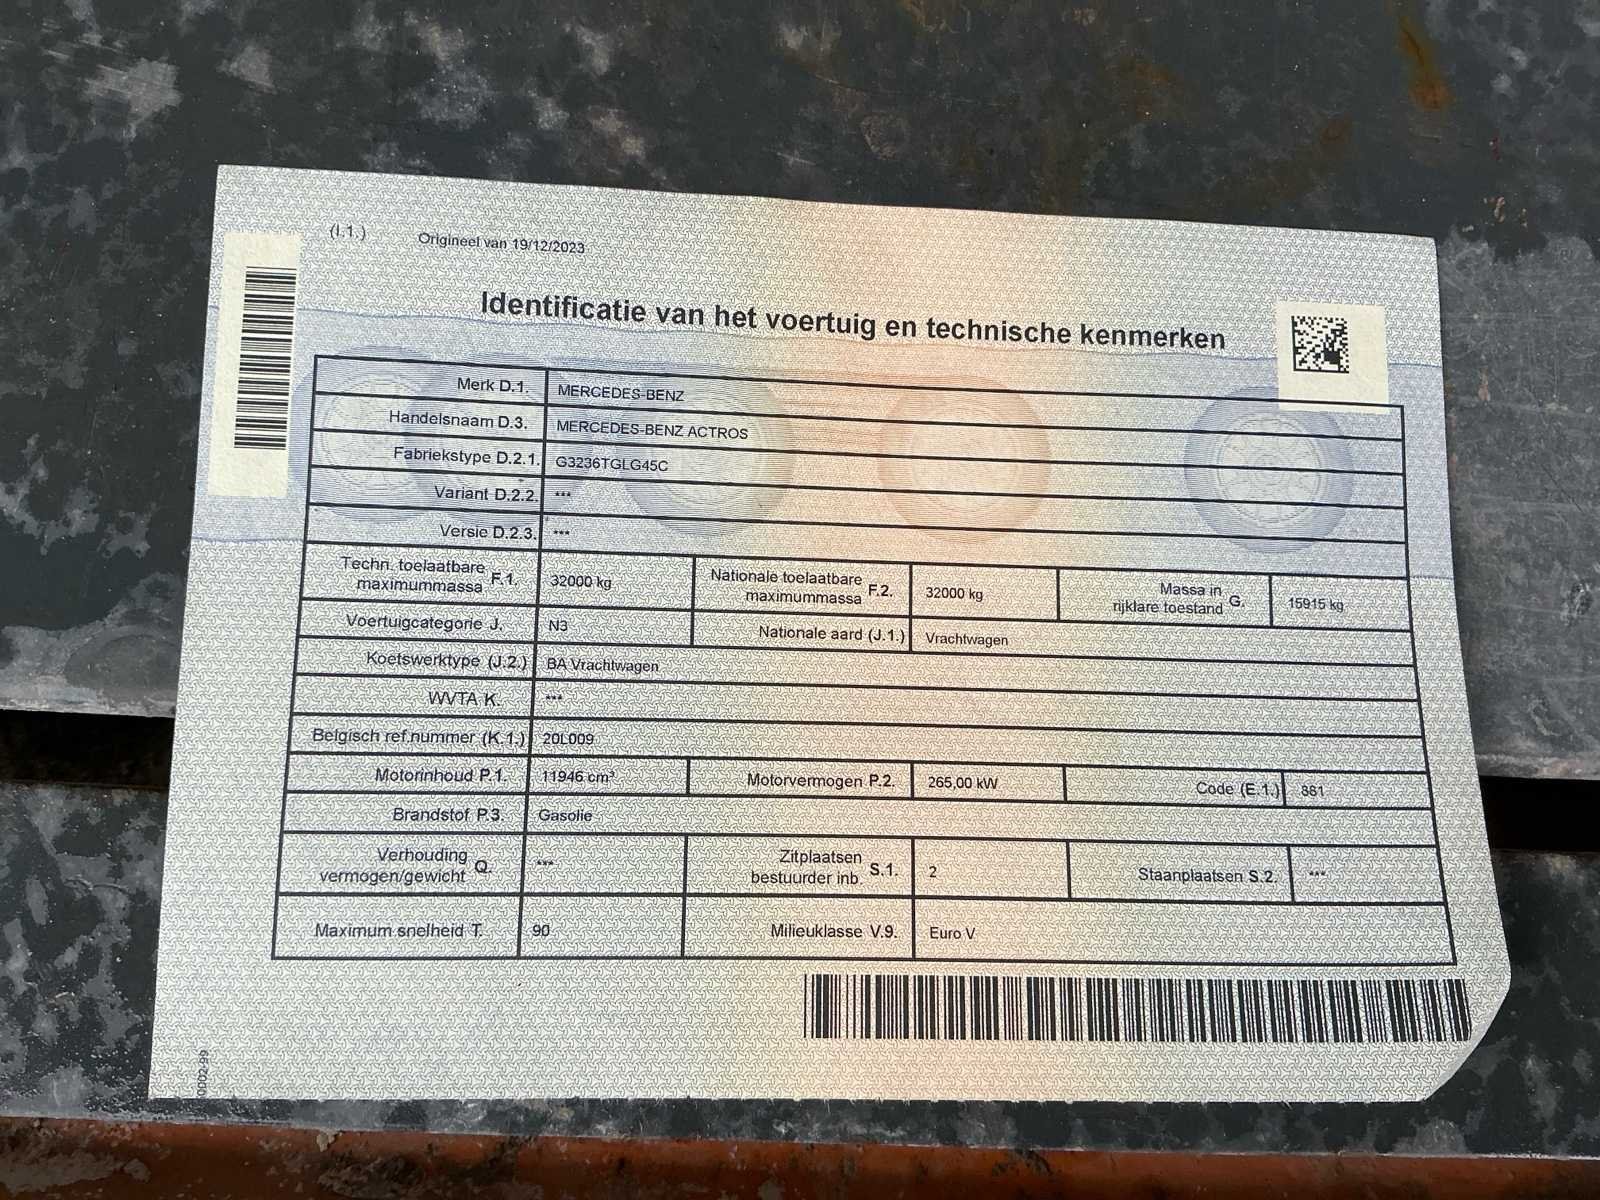 (I.1.) Origineel van 19/12/2023
Identificatie van het voertuig en technische kenmerken
Merk D.1. MERCEDES-BENZ
Handelsnaam D.3. MERCEDES-BENZ ACTROS
Fabriekstype D.2.1. G3236TGLG45C
Variant D.2.2. ***
Versie D.2.3. ***
Techn. toelaatbare maximummassa F.1. 32000 kg Nationale toelaatbare maximummassa F.2. 32000 kg Massa in rijklare toestand G. 15915 kg
Voertuigcategorie J. N3 Nationale aard (J.1.) Vrachtwagen
Koetswerktype (J.2.) BA Vrachtwagen
WVTA K. ***
Belgisch ref.nummer (K.1.) 20L009
Motorinhoud P.1. 11946 cm³ Motorvermogen P.2. 265,00 kW Code (E.1.) 381
Brandstof P.3. Gasolie
Verhouding vermogen/gewicht Q. *** Zitplaatsen bestuurder inb. S.1. 2 Staanplaatsen S.2. ***
Maximum snelheid T. 90 Milieuklasse V.9. Euro V